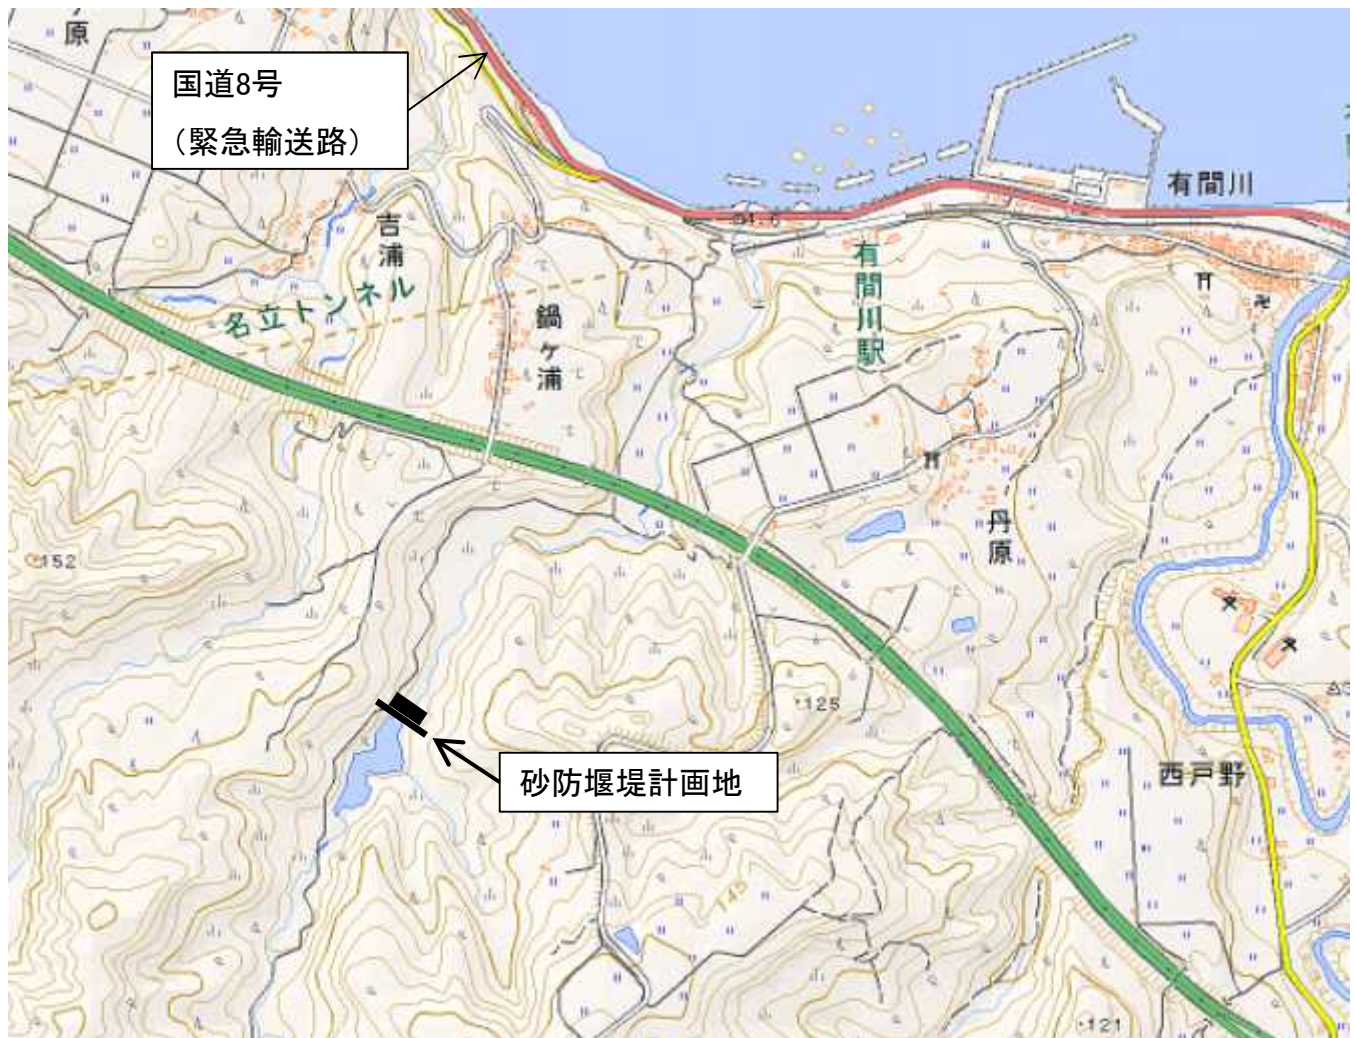 原
国道8号
（緊急輸送路）
有間川
吉浦
有間川駅
名立トンネル
鍋ヶ浦
丹原
152
125
砂防堰堤計画地
西戸野
145
121